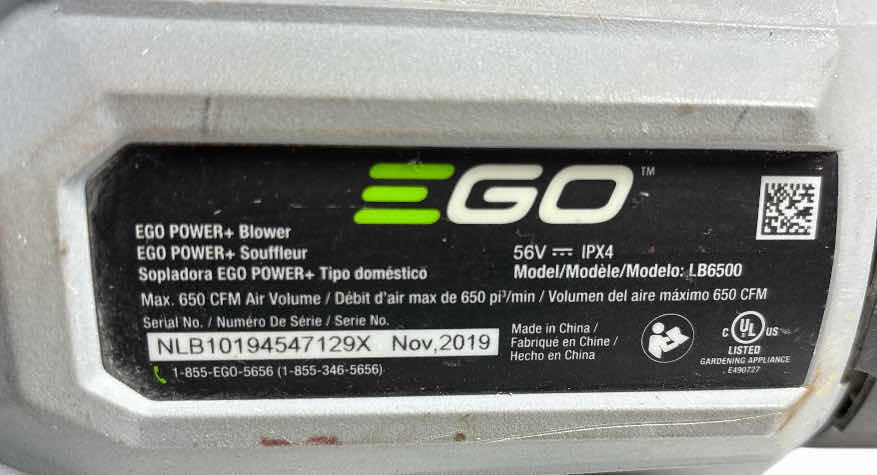 EGO™
EGO POWER+ Blower
EGO POWER+ Souffleur
Sopladora EGO POWER+ Tipo doméstico
56V ⎓ IPX4
Model/Modèle/Modelo: LB6500
Max. 650 CFM Air Volume / Débit d'air max de 650 pi³/min / Volumen del aire máximo 650 CFM
Serial No. / Numéro De Série / Serie No.
NLB10194547129X Nov,2019
1-855-EGO-5656 (1-855-346-5656)
Made in China /
Fabriqué en Chine /
Hecho en China
C UL US
LISTED
GARDENING APPLIANCE
E490727